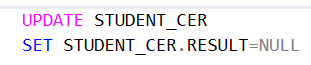 UPDATE STUDENT_CER
SET STUDENT_CER.RESULT=NULL